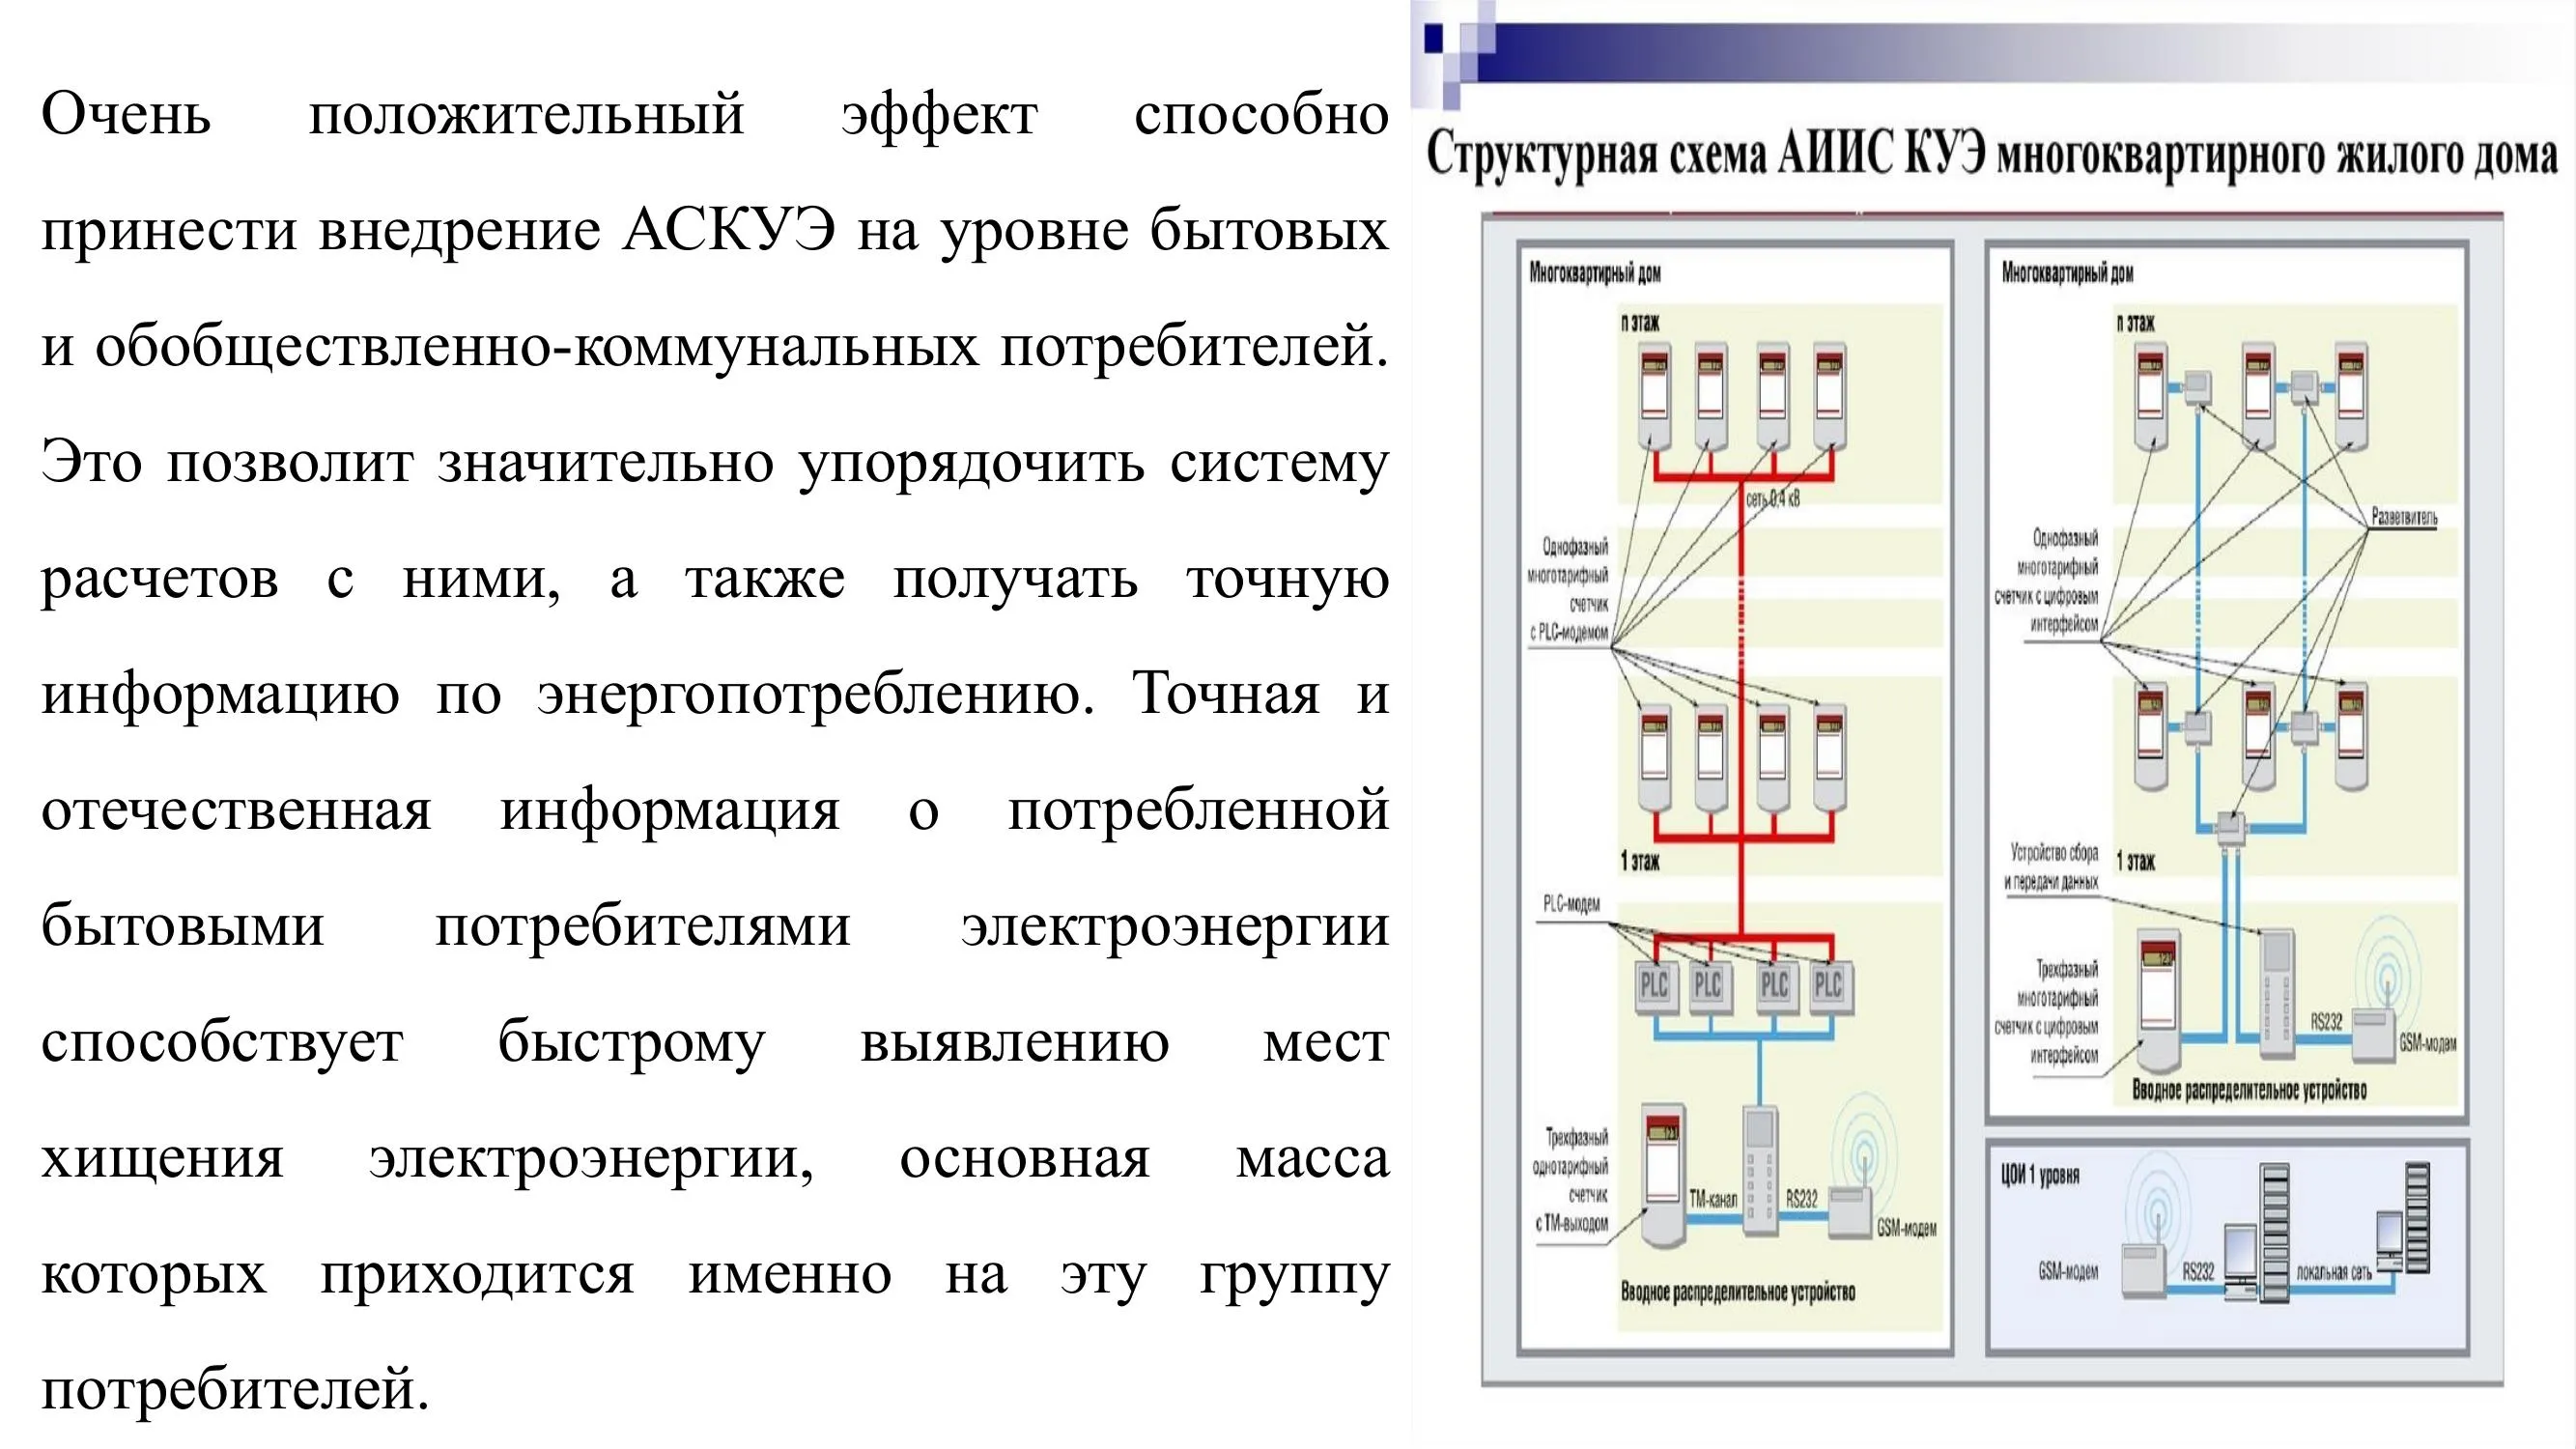 Очень положительный эффект способно
принести внедрение АСКУЭ на уровне бытовых
и обобществленно-коммунальных потребителей.
Это позволит значительно упорядочить систему
расчетов с ними, а также получать точную
информацию по энергопотреблению. Точная и
отечественная информация о потребленной
бытовыми потребителями электроэнергии
способствует быстрому выявлению мест
хищения электроэнергии, основная масса
которых приходится именно на эту группу
потребителей.
Структурная схема АИИС КУЭ многоквартирного жилого дома
Многоквартирный дом
n этаж
сеть 0,4 кВ
Однофазный
многотарифный
счетчик
с PLC-модемом
1 этаж
PLC-модем
PLC
PLC
PLC
PLC
Трехфазный
однотарифный
счетчик
с ТМ-выходом
ТМ-канал
RS232
GSM-модем
Вводное распределительное устройство
Многоквартирный дом
n этаж
Разветвитель
Однофазный
многотарифный
счетчик с цифровым
интерфейсом
Устройство сбора
и передачи данных
1 этаж
Трехфазный
многотарифный
счетчик с цифровым
интерфейсом
RS232
GSM-модем
Вводное распределительное устройство
ЦОИ 1 уровня
GSM-модем
RS232
локальная сеть